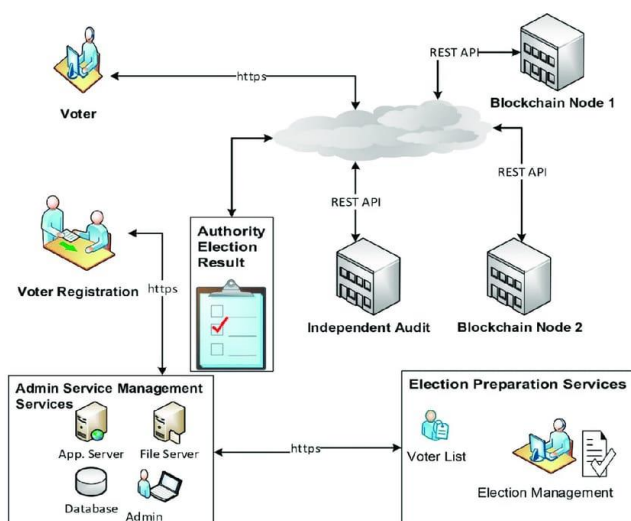 REST API
Blockchain Node 1
https
Voter
REST API
REST API
Authority
Election
Result
Voter Registration
https
Independent Audit
Blockchain Node 2
Admin Service Management
Services
App. Server
File Server
Database
Admin
https
Election Preparation Services
Voter List
Election Management